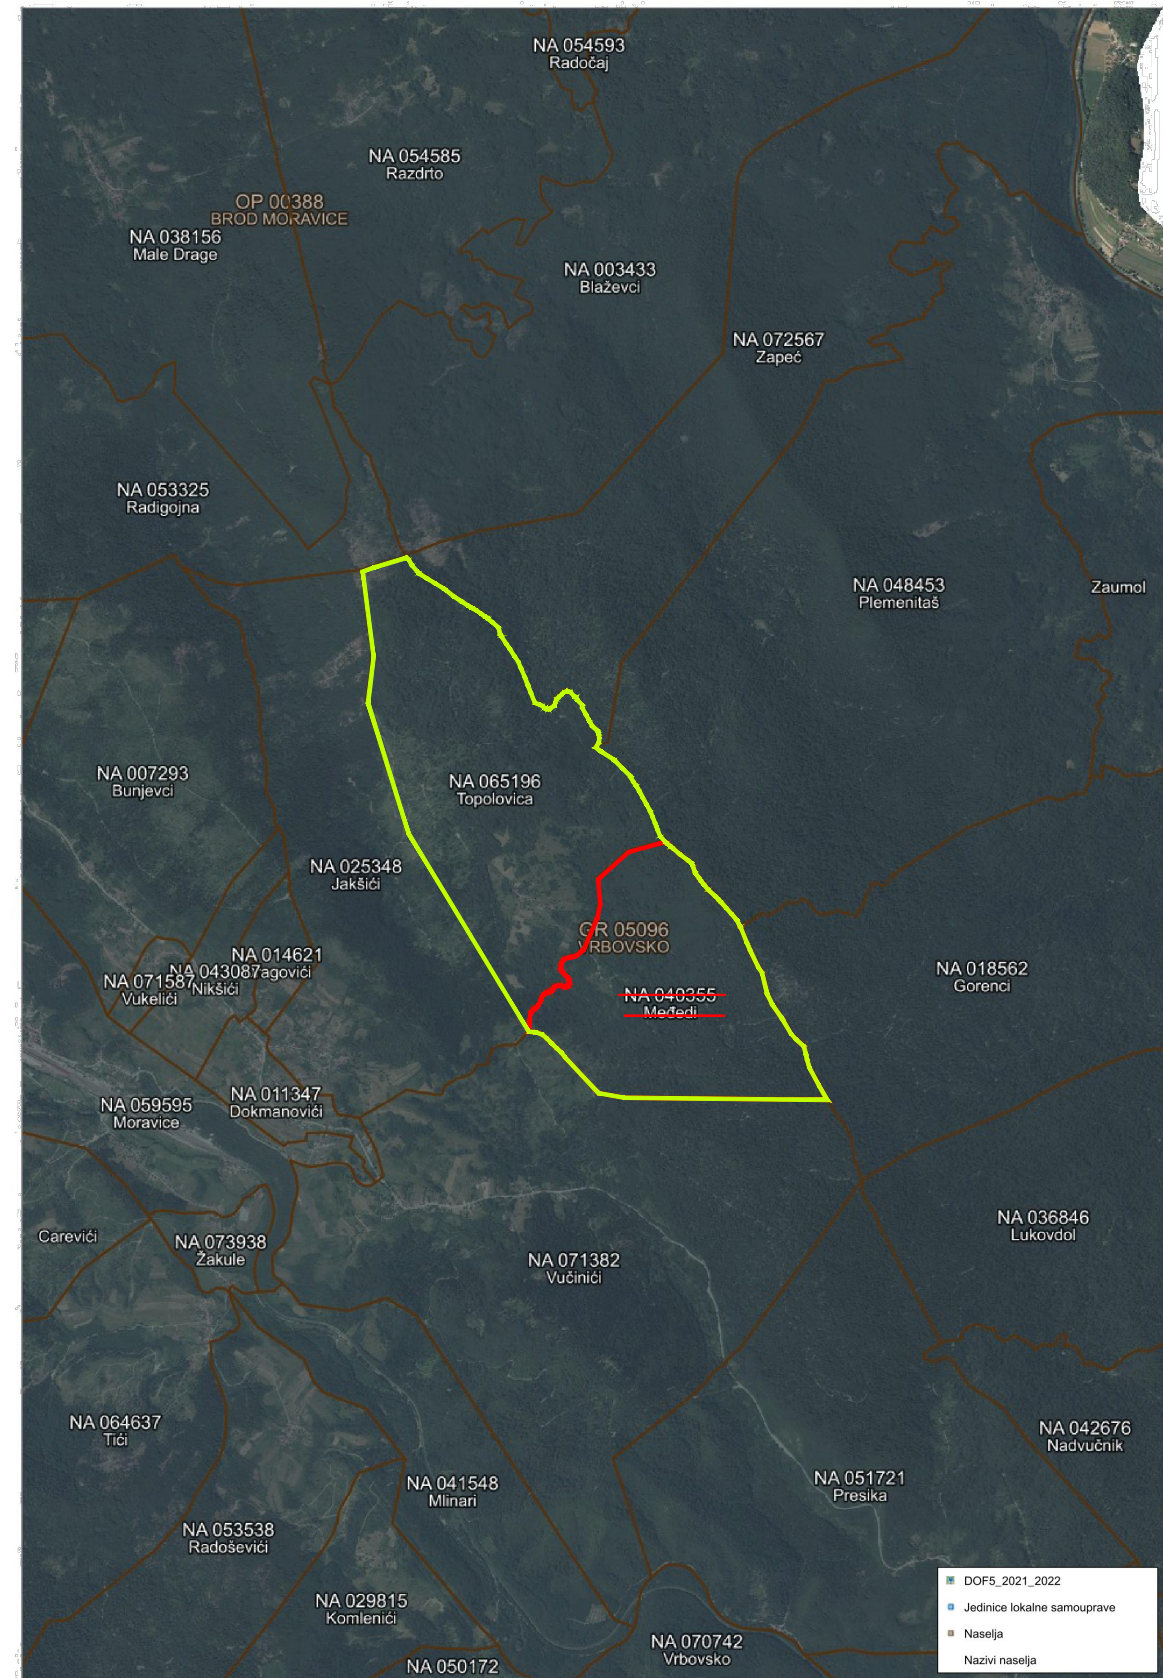 NA 054593
Radočaj
NA 054585
Razdrto
OP 00388
BROD MORAVICE
NA 038156
Male Drage
NA 003433
Blaževci
NA 072567
Zapeć
NA 053325
Radigojna
NA 048453
Plemenitaš
Zaumol
NA 007293
Bunjevci
NA 065196
Topolovica
NA 025348
Jakšići
GR 05096
VRBOVSKO
NA 014621
NA 043087
Nikšići
NA 071587
Vukelići
NA 018562
Gorenci
NA 040355
Međedi
NA 011347
Dokmanovići
NA 059595
Moravice
NA 036846
Lukovdol
Carevići
NA 073938
Žakule
NA 071382
Vučinići
NA 064637
Tići
NA 042676
Nadvučnik
NA 041548
Mlinari
NA 051721
Presika
NA 053538
Radoševići
NA 029815
Komlenići
NA 070742
Vrbovsko
NA 050172
DOF5_2021_2022
Jedinice lokalne samouprave
Naselja
Nazivi naselja